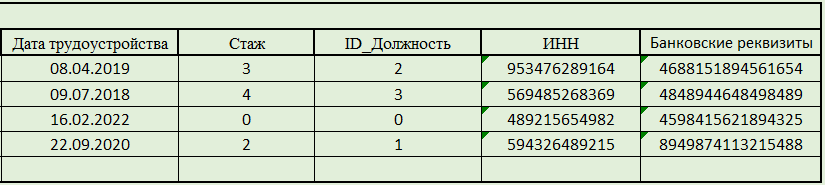 Дата трудоустройства Стаж ID_Должность ИНН Банковские реквизиты
08.04.2019 3 2 953476289164 4688151894561654
09.07.2018 4 3 569485268369 4848944648498489
16.02.2022 0 0 489215654982 4598415621894325
22.09.2020 2 1 594326489215 8949874113215488